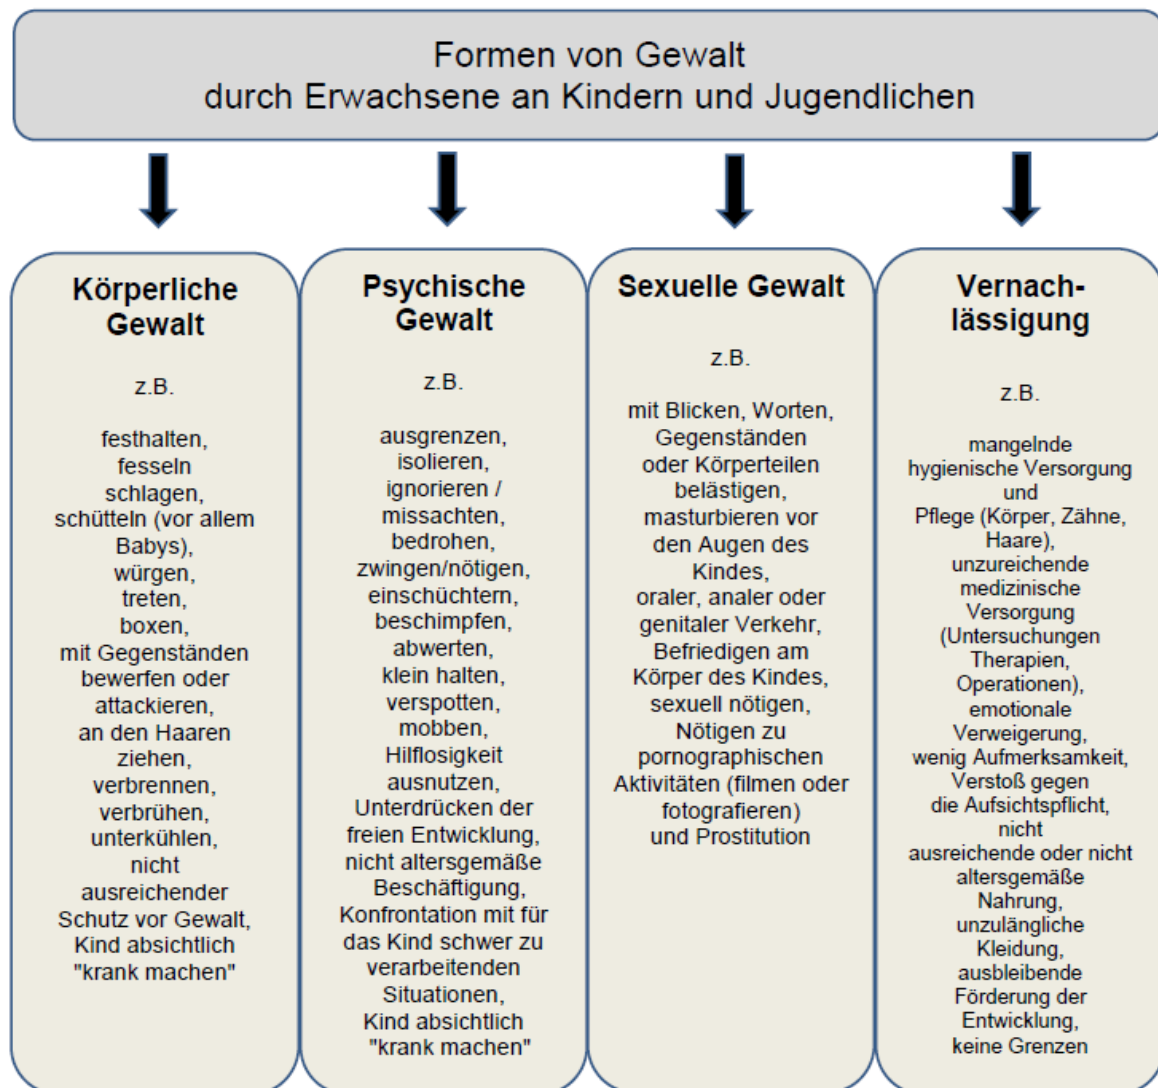 Formen von Gewalt
durch Erwachsene an Kindern und Jugendlichen
Körperliche
Gewalt
z.B.
festhalten,
fesseln
schlagen,
schütteln (vor allem
Babys),
würgen,
treten,
boxen,
mit Gegenständen
bewerfen oder
attackieren,
an den Haaren
ziehen,
verbrennen,
verbrühen,
unterkühlen,
nicht
ausreichender
Schutz vor Gewalt,
Kind absichtlich
"krank machen"
Psychische
Gewalt
z.B.
ausgrenzen,
isolieren,
ignorieren /
missachten,
bedrohen,
zwingen/nötigen,
einschüchtern,
beschimpfen,
abwerten,
klein halten,
verspotten,
mobben,
Hilflosigkeit
ausnutzen,
Unterdrücken der
freien Entwicklung,
nicht altersgemäße
Beschäftigung,
Konfrontation mit für
das Kind schwer zu
verarbeitenden
Situationen,
Kind absichtlich
"krank machen"
Sexuelle Gewalt
z.B.
mit Blicken, Worten,
Gegenständen
oder Körperteilen
belästigen,
masturbieren vor
den Augen des
Kindes,
oraler, analer oder
genitaler Verkehr,
Befriedigen am
Körper des Kindes,
sexuell nötigen,
Nötigen zu
pornographischen
Aktivitäten (filmen oder
fotografieren)
und Prostitution
Vernach-
lässigung
z.B.
mangelnde
hygienische Versorgung
und
Pflege (Körper, Zähne,
Haare),
unzureichende
medizinische
Versorgung
(Untersuchungen
Therapien,
Operationen),
emotionale
Verweigerung,
wenig Aufmerksamkeit,
Verstoß gegen
die Aufsichtspflicht,
nicht
ausreichende oder nicht
altersgemäße
Nahrung,
unzulängliche
Kleidung,
ausbleibende
Förderung der
Entwicklung,
keine Grenzen